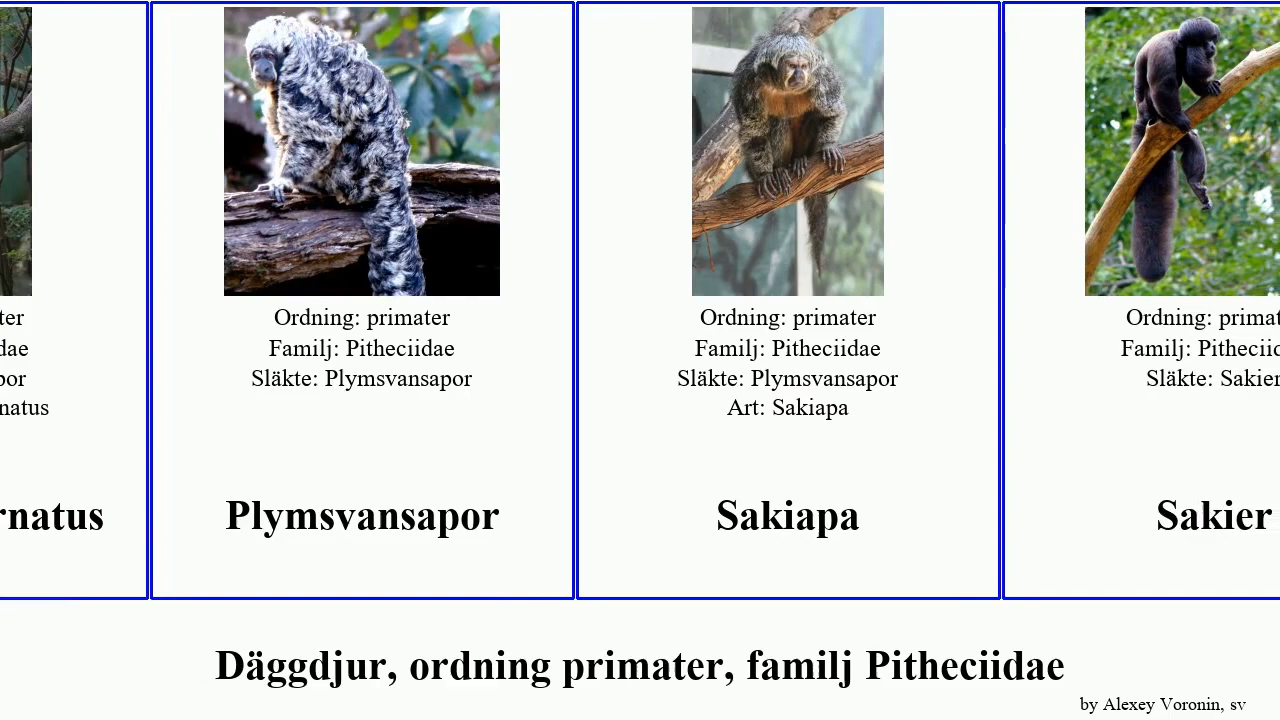 ter
dae
por
natus
rnatus
Ordning: primater
Familj: Pitheciidae
Släkte: Plymsvansapor
Plymsvansapor
Ordning: primater
Familj: Pitheciidae
Släkte: Plymsvansapor
Art: Sakiapa
Sakiapa
Ordning: primat
Familj: Pitheciid
Släkte: Sakier
Sakier
Däggdjur, ordning primater, familj Pitheciidae
by Alexey Voronin, sv